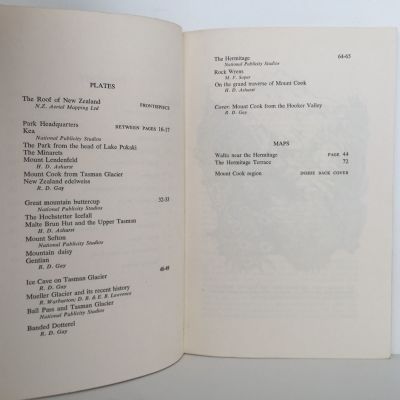 PLATES
The Roof of New Zealand FRONTISPIECE
N.Z. Aerial Mapping Ltd
Park Headquarters BETWEEN PAGES 16-17
Kea
National Publicity Studios
The Park from the head of Lake Pukaki
The Minarets
Mount Lendenfeld
H. D. Ashurst
Mount Cook from Tasman Glacier
New Zealand edelweiss
R. D. Gay
Great mountain buttercup 32-33
National Publicity Studios
The Hochstetter Icefall
Malte Brun Hut and the Upper Tasman
H. D. Ashurst
Mount Sefton
National Publicity Studios
Mountain daisy
Gentian
R. D. Gay
48-49
Ice Cave on Tasman Glacier
R. D. Gay
Mueller Glacier and its recent history
R. Warburton; D. B. & E. B. Lawrence
Ball Pass and Tasman Glacier
National Publicity Studios
Banded Dotterel
R. D. Gay
The Hermitage 64-65
National Publicity Studios
Rock Wrens
M. F. Soper
On the grand traverse of Mount Cook
H. D. Ashurst
Cover: Mount Cook from the Hooker Valley
R. D. Gay
MAPS
Walks near the Hermitage PAGE 44
The Hermitage Terrace 72
Mount Cook region INSIDE BACK COVER